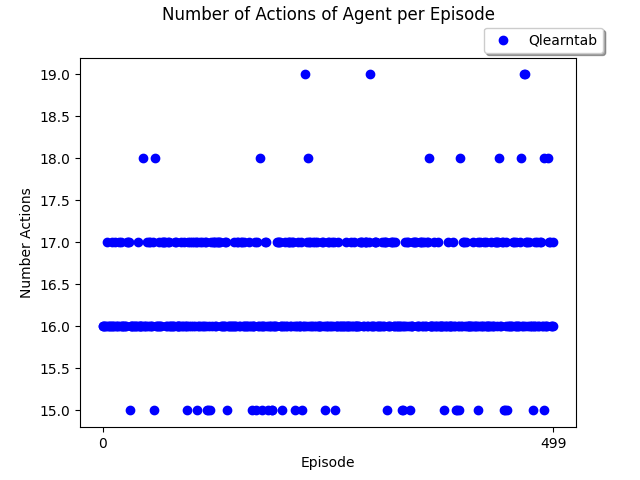 Number of Actions of Agent per Episode
Qlearntab
19.0
18.5
18.0
17.5
17.0
16.5
16.0
15.5
15.0
Number Actions
0 499
Episode